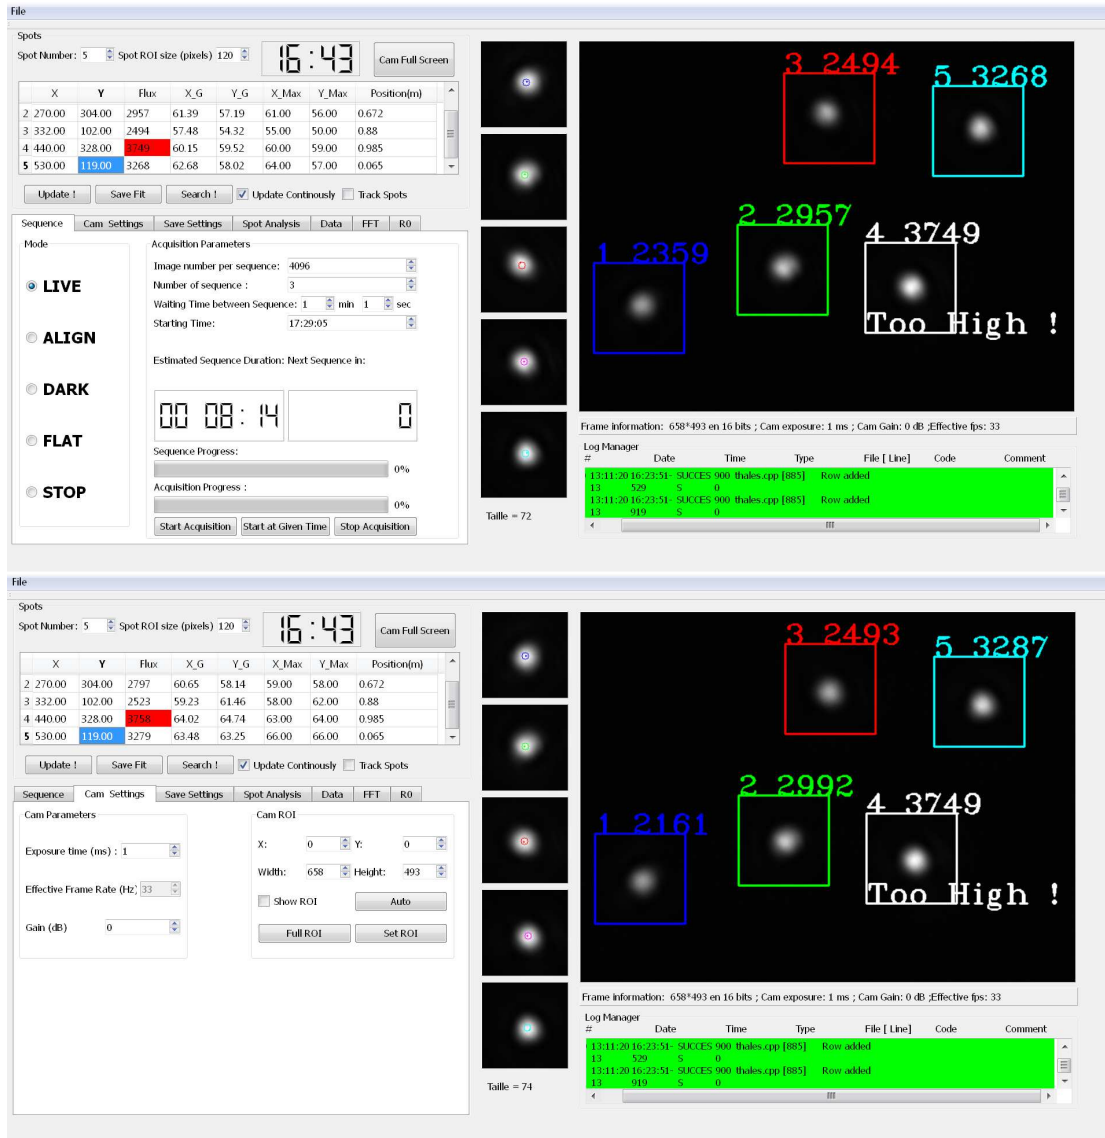 File
Spots
Spot Number: 5 Spot ROI size (pixels) 120 16:43 Cam Full Screen
X Y Flux X_G Y_G X_Max Y_Max Position(m)
2 270.00 304.00 2957 61.39 57.19 61.00 56.00 0.672
3 332.00 102.00 2494 57.48 54.32 55.00 50.00 0.88
4 440.00 328.00 3749 60.15 59.52 60.00 59.00 0.985
5 530.00 119.00 3268 62.68 58.02 64.00 57.00 0.065
Update ! Save Fit Search ! Update Continously Track Spots
Sequence Cam Settings Save Settings Spot Analysis Data FFT R0
Mode
LIVE
ALIGN
DARK
FLAT
STOP
Acquisition Parameters
Image number per sequence: 4096
Number of sequence : 3
Waiting Time between Sequence: 1 min 1 sec
Starting Time: 17:29:05
Estimated Sequence Duration: Next Sequence in:
00 08:14 0
Sequence Progress:
0%
Acquisition Progress :
0%
Start Acquisition Start at Given Time Stop Acquisition
Taille = 72
3 2494
5 3268
2 2957
1 2359
4 3749
Too High !
Frame information: 658*493 en 16 bits ; Cam exposure: 1 ms ; Cam Gain: 0 dB ;Effective fps: 33
Log Manager
# Date Time Type File [ Line] Code Comment
13:11:20 16:23:51- SUCCES 900 thales.cpp [885] Row added
13 529 S 0
13:11:20 16:23:51- SUCCES 900 thales.cpp [885] Row added
13 919 S 0
File
Spots
Spot Number: 5 Spot ROI size (pixels) 120 16:43 Cam Full Screen
X Y Flux X_G Y_G X_Max Y_Max Position(m)
2 270.00 304.00 2797 60.65 58.14 59.00 58.00 0.672
3 332.00 102.00 2523 59.23 61.46 58.00 62.00 0.88
4 440.00 328.00 3758 64.02 64.74 63.00 64.00 0.985
5 530.00 119.00 3279 63.48 63.25 66.00 66.00 0.065
Update ! Save Fit Search ! Update Continously Track Spots
Sequence Cam Settings Save Settings Spot Analysis Data FFT R0
Cam Parameters
Exposure time (ms) : 1
Effective Frame Rate (Hz) 33
Gain (dB) 0
Cam ROI
X: 0 Y: 0
Width: 658 Height: 493
Show ROI Auto
Full ROI Set ROI
Taille = 74
3 2493
5 3287
2 2992
1 2161
4 3749
Too High !
Frame information: 658*493 en 16 bits ; Cam exposure: 1 ms ; Cam Gain: 0 dB ;Effective fps: 33
Log Manager
# Date Time Type File [ Line] Code Comment
13:11:20 16:23:51- SUCCES 900 thales.cpp [885] Row added
13 529 S 0
13:11:20 16:23:51- SUCCES 900 thales.cpp [885] Row added
13 919 S 0